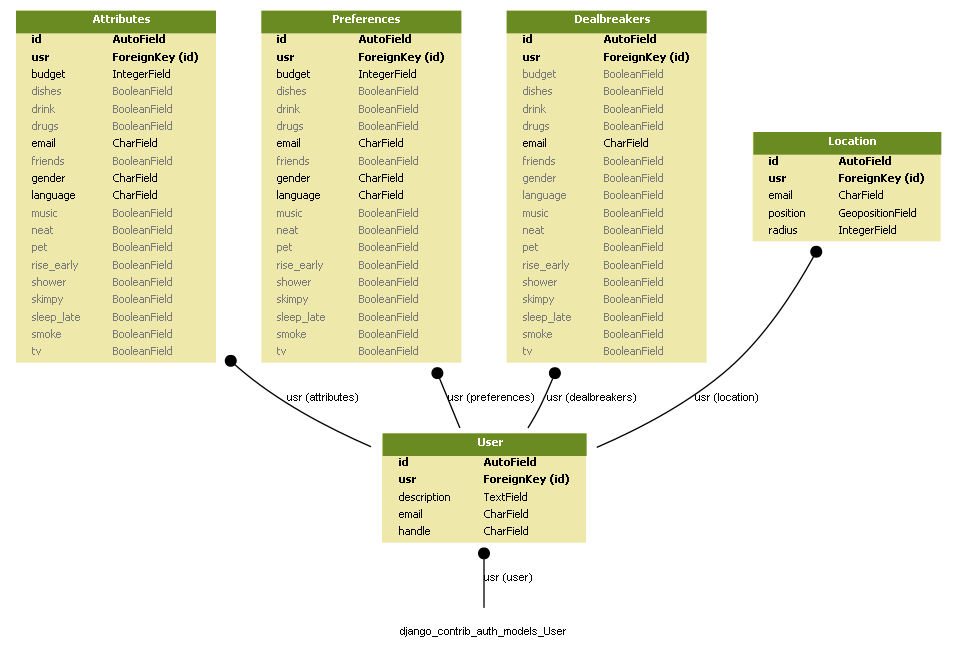 Attributes
id AutoField
usr ForeignKey (id)
budget IntegerField
dishes BooleanField
drink BooleanField
drugs BooleanField
email CharField
friends BooleanField
gender CharField
language CharField
music BooleanField
neat BooleanField
pet BooleanField
rise_early BooleanField
shower BooleanField
skimpy BooleanField
sleep_late BooleanField
smoke BooleanField
tv BooleanField
Preferences
id AutoField
usr ForeignKey (id)
budget IntegerField
dishes BooleanField
drink BooleanField
drugs BooleanField
email CharField
friends BooleanField
gender CharField
language CharField
music BooleanField
neat BooleanField
pet BooleanField
rise_early BooleanField
shower BooleanField
skimpy BooleanField
sleep_late BooleanField
smoke BooleanField
tv BooleanField
Dealbreakers
id AutoField
usr ForeignKey (id)
budget BooleanField
dishes BooleanField
drink BooleanField
drugs BooleanField
email CharField
friends BooleanField
gender BooleanField
language BooleanField
music BooleanField
neat BooleanField
pet BooleanField
rise_early BooleanField
shower BooleanField
skimpy BooleanField
sleep_late BooleanField
smoke BooleanField
tv BooleanField
Location
id AutoField
usr ForeignKey (id)
email CharField
position GeopositionField
radius IntegerField
usr (attributes)
usr (preferences)
usr (dealbreakers)
usr (location)
User
id AutoField
usr ForeignKey (id)
description TextField
email CharField
handle CharField
usr (user)
django_contrib_auth_models_User